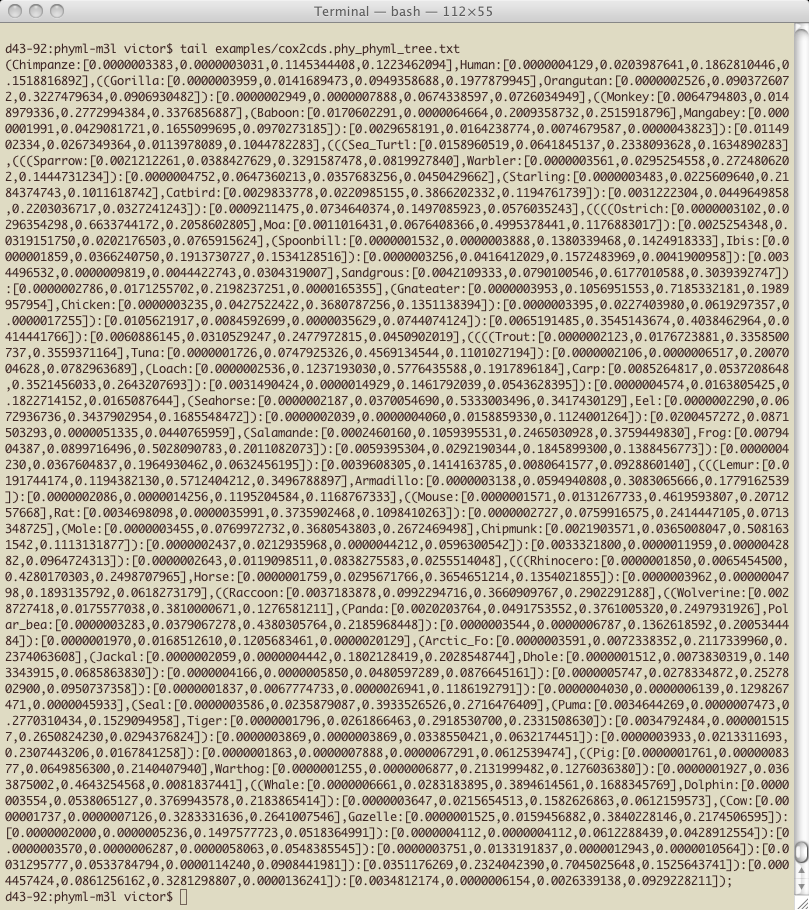 Terminal — bash — 112×55
d43-92:phyml-m3l victor$ tail examples/cox2cds.phy_phyml_tree.txt
(Chimpanze:[0.0000003383,0.0000003031,0.1145344408,0.1223462094],Human:[0.0000004129,0.0203987641,0.1862810446,0
.1518816892],((Gorilla:[0.0000003959,0.0141689473,0.0949358688,0.1977879945],Orangutan:[0.0000002526,0.090372607
2,0.3227479634,0.0906930482]):[0.0000002949,0.0000007888,0.0674338597,0.0726034949],((Monkey:[0.0064794803,0.014
8979336,0.2772994384,0.3376856887],(Baboon:[0.0170602291,0.0000064664,0.2009358732,0.2515918796],Mangabey:[0.000
0001991,0.0429081721,0.1655099695,0.0970273185]):[0.0029658191,0.0164238774,0.0074679587,0.0000043823]):[0.01149
02334,0.0267349364,0.0113978089,0.1044782283],(((Sea_Turtl:[0.0158960519,0.0641845137,0.2338093628,0.1634890283]
,((((Sparrow:[0.0021212261,0.0388427629,0.3291587478,0.0819927840],Warbler:[0.0000003561,0.0295254558,0.27248062
02,0.1444731234]):[0.0000004752,0.0647360213,0.0357683256,0.0450429662],(Starling:[0.0000003483,0.0225609640,0.2
184374743,0.1011618742],Catbird:[0.0029833778,0.0220985155,0.3866202332,0.1194761739]):[0.0031222304,0.0449649858
,0.2203036717,0.0327241243]):[0.0009211475,0.0734640374,0.1497085923,0.0576035243],((((Ostrich:[0.0000003102,0.0
296354298,0.6633744172,0.2058602805],Moa:[0.0011016431,0.0676408366,0.4995378441,0.1176883017]):[0.0025254348,0.
0319151750,0.0202176503,0.0765915624],(Spoonbill:[0.0000001532,0.0000003888,0.1380339468,0.1424918333],Ibis:[0.0
000001859,0.0366240750,0.1913730727,0.1534128516]):[0.0000003256,0.0416412029,0.1572483969,0.0041900958]):[0.003
4496532,0.0000009819,0.0044422743,0.0304319007],Sandgrous:[0.0042109333,0.0790100546,0.6177010588,0.3039392747])
:[0.0000002786,0.0171255702,0.2198237251,0.0000165355],(Gnateater:[0.0000003953,0.1056951553,0.7185332181,0.1989
957954],Chicken:[0.0000003235,0.0427522422,0.3680787256,0.1351138394]):[0.0000003395,0.0227403980,0.0619297357,0
.0000017255]):[0.0105621917,0.0084592699,0.0000035629,0.0744074124]):[0.0065191485,0.3545143674,0.4038462964,0.0
414441766]):[0.0060886145,0.0310529247,0.2477972815,0.0450902019],((((Trout:[0.0000002123,0.0176723881,0.3358500
737,0.3559371164],Tuna:[0.0000001726,0.0747925326,0.4569134544,0.1101027194]):[0.0000002106,0.0000006517,0.20070
04628,0.0782963689],(Loach:[0.0000002536,0.1237193030,0.5776435588,0.1917896184],Carp:[0.0085264817,0.0537208648
,0.3521456033,0.2643207693]):[0.0031490424,0.0000014929,0.1461792039,0.0543628395]):[0.0000004574,0.0163805425,0
.1822714152,0.0165087644],(Seahorse:[0.0000002187,0.0370054690,0.5333003496,0.3417430129],Eel:[0.0000002290,0.06
72936736,0.3437902954,0.1685548472]):[0.0000002039,0.0000004060,0.0158859330,0.1124001264]):[0.0200457272,0.0871
503293,0.0000051335,0.0440765959],(Salamande:[0.0002460160,0.1059395531,0.2465030928,0.3759449830],Frog:[0.00794
04387,0.0899716496,0.5028090783,0.2011082073]):[0.0059395304,0.0292190344,0.1845899300,0.1388456773]):[0.0000004
230,0.0367604837,0.1964930462,0.0632456195]):[0.0039608305,0.1414163785,0.0080641577,0.0928860140],(((Lemur:[0.0
191744174,0.1194382130,0.5712404212,0.3496788897],Armadillo:[0.0000003138,0.0594940808,0.3083065666,0.1779162539
]):[0.0000002086,0.0000014256,0.1195204584,0.1168767333],((Mouse:[0.0000001571,0.0131267733,0.4619593807,0.20712
57668],Rat:[0.0034698098,0.0000035991,0.3735902468,0.1098410263]):[0.0000002727,0.0759916575,0.2414447105,0.0713
348725],(Mole:[0.0000003455,0.0769972732,0.3680543803,0.2672469498],Chipmunk:[0.0021903571,0.0365008047,0.508163
1542,0.1113131877]):[0.0000002437,0.0212935968,0.0000044212,0.0596300542]):[0.0033321800,0.0000011959,0.00000428
82,0.0964724313]):[0.0000002643,0.0119098511,0.0838275583,0.0255514048],(((Rhinocero:[0.0000001850,0.0065454500,
0.4280170303,0.2498707965],Horse:[0.0000001759,0.0295671766,0.3654651214,0.1354021855]):[0.0000003962,0.00000047
98,0.1893135792,0.0618273179],((Raccoon:[0.0037183878,0.0992294716,0.3660909767,0.2902291288],((Wolverine:[0.002
8728418,0.0175577038,0.3810000671,0.1276581211],(Panda:[0.0020203764,0.0491753552,0.3761005320,0.2497931926],Pol
ar_bea:[0.0000003283,0.0379067278,0.4380305764,0.2185968448]):[0.0000003544,0.0000006787,0.1362618592,0.20053444
84]):[0.0000001970,0.0168512610,0.1205683461,0.0000020129],(Arctic_Fo:[0.0000003591,0.0072338352,0.2117339960,0.
2374063608],(Jackal:[0.0000002059,0.0000004442,0.1802128419,0.2028548744],Dhole:[0.0000001512,0.0073830319,0.140
3343915,0.0685863830]):[0.0000004166,0.0000005850,0.0480597289,0.0876645161]):[0.0000005747,0.0278334872,0.25278
02900,0.0950737358]):[0.0000001837,0.0067774733,0.0000026941,0.1186192791]):[0.0000004030,0.0000006139,0.1298267
471,0.0000045933],(Seal:[0.0000003586,0.0235879087,0.3933526526,0.2716476409],(Puma:[0.0034644269,0.0000007473,0
.2770310434,0.1529094958],Tiger:[0.0000001796,0.0261866463,0.2918530700,0.2331508630]):[0.0034792484,0.000000151
57,0.2650824230,0.0294376824]):[0.0000003869,0.0000003869,0.0338550421,0.0632174451]):[0.0000003933,0.0213311693
,0.2307443206,0.0167841258]):[0.0000001863,0.0000007888,0.0000067291,0.0612539474],((Pig:[0.0000001761,0.0000008
377,0.0649856300,0.2140407940],Warthog:[0.0000001255,0.0000006877,0.2131999482,0.1276036380]):[0.0000001927,0.036
3875002,0.4643254568,0.0081837441],((Whale:[0.0000006661,0.0283183895,0.3894614561,0.1688345769],Dolphin:[0.0000
003554,0.0538065127,0.3769943578,0.2183865414]):[0.0000003647,0.0215654513,0.1582626863,0.0612159573],(Cow:[0.00
00001737,0.0000007126,0.3283331636,0.2641007546],Gazelle:[0.0000001525,0.0159456882,0.3840228146,0.2174506595]):
[0.0000002000,0.0000005236,0.1497577723,0.0518364991]):[0.0000004112,0.0000004112,0.0612288439,0.0428912554]):[0
.0000003570,0.0000006287,0.0000058063,0.0548385545]):[0.0000003751,0.0133191837,0.0000012943,0.0000010564]):[0.0
031295777,0.0533784794,0.0000114240,0.0908441981]):[0.0351176269,0.2324042390,0.7045025648,0.1525643741]):[0.000
4457424,0.0861256162,0.3281298807,0.0000136241]):[0.0034812174,0.0000006154,0.0026339138,0.0929228211]);
d43-92:phyml-m3l victor$